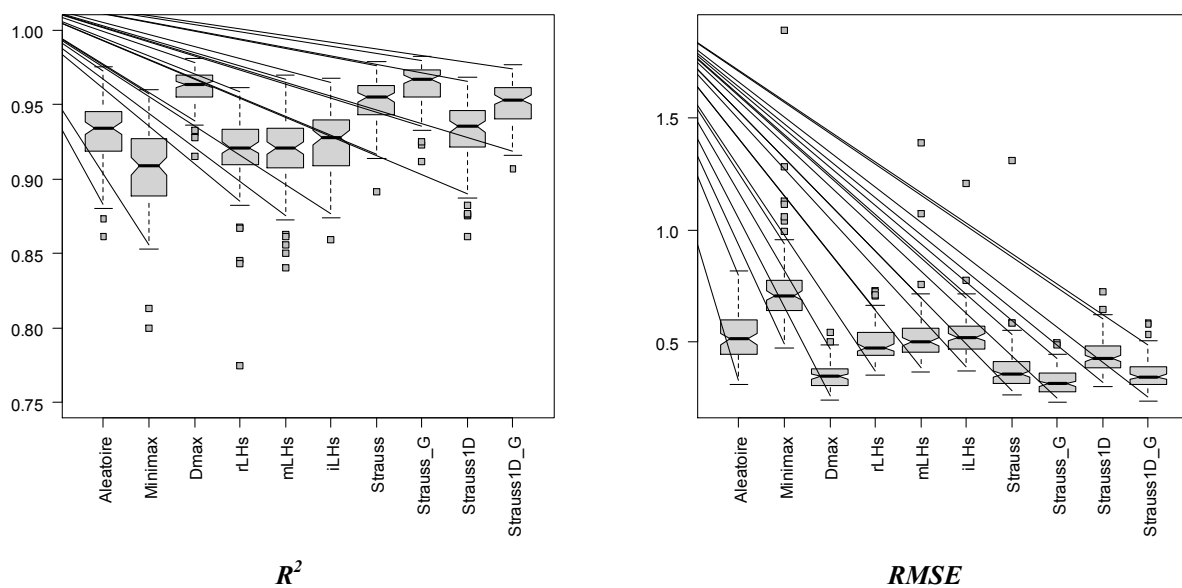 1.00
0.95
0.90
0.85
0.80
0.75
Aleatoire
Minimax
Dmax
rLHs
mLHs
iLHs
Strauss
Strauss_G
Strauss1D
Strauss1D_G
R²
1.5
1.0
0.5
Aleatoire
Minimax
Dmax
rLHs
mLHs
iLHs
Strauss
Strauss_G
Strauss1D
Strauss1D_G
RMSE